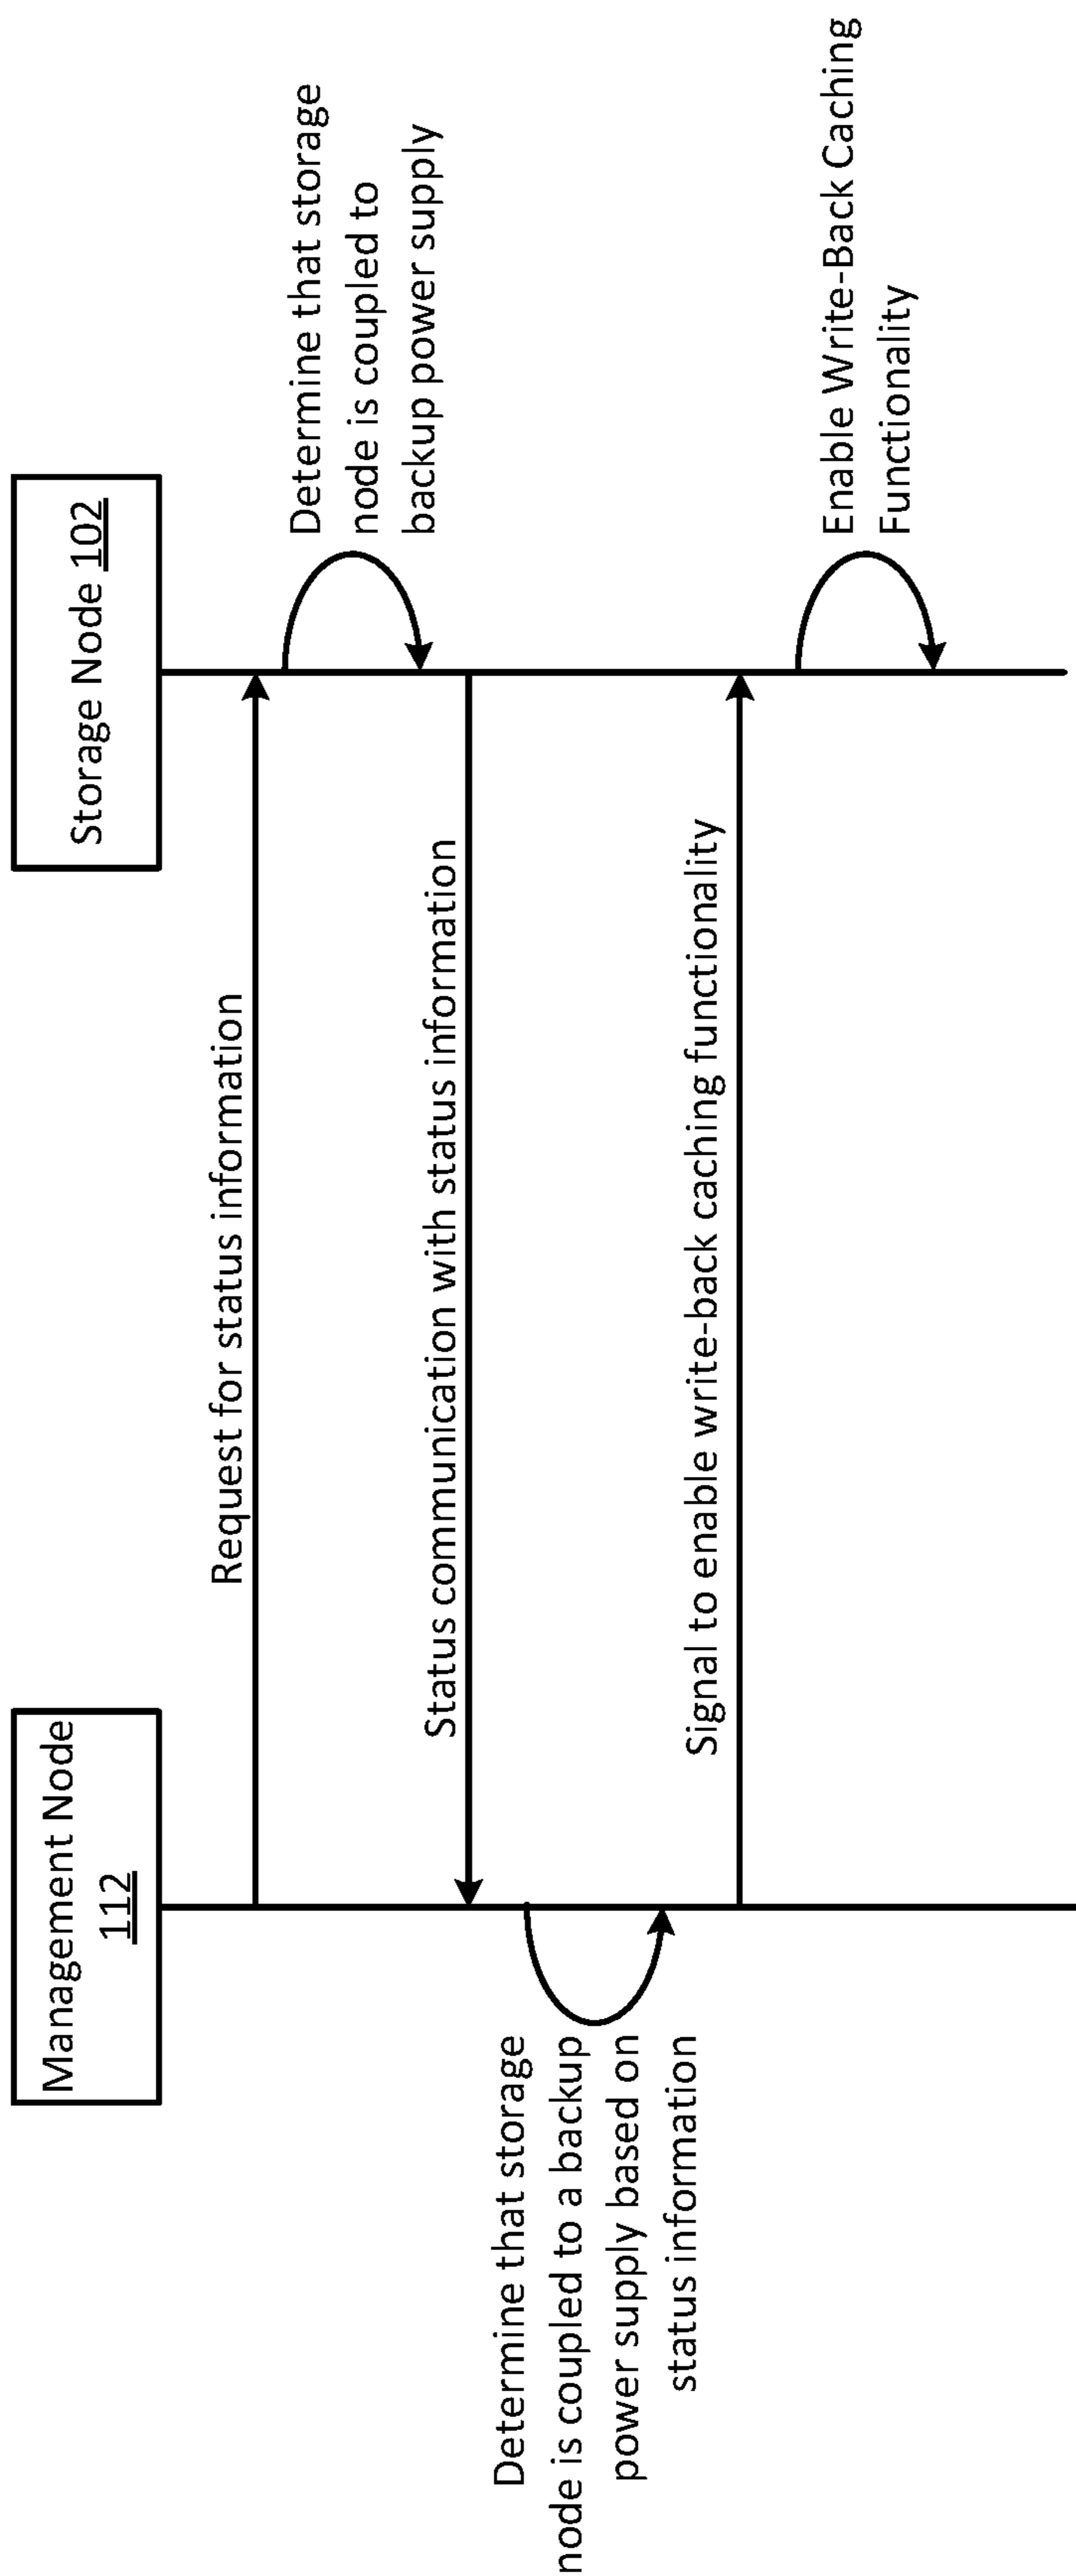 Management Node
112
Storage Node 102
Request for status information
Determine that storage
node is coupled to
backup power supply
Status communication with status information
Determine that storage
node is coupled to a backup
power supply based on
status information
Signal to enable write-back caching functionality
Enable Write-Back Caching
Functionality